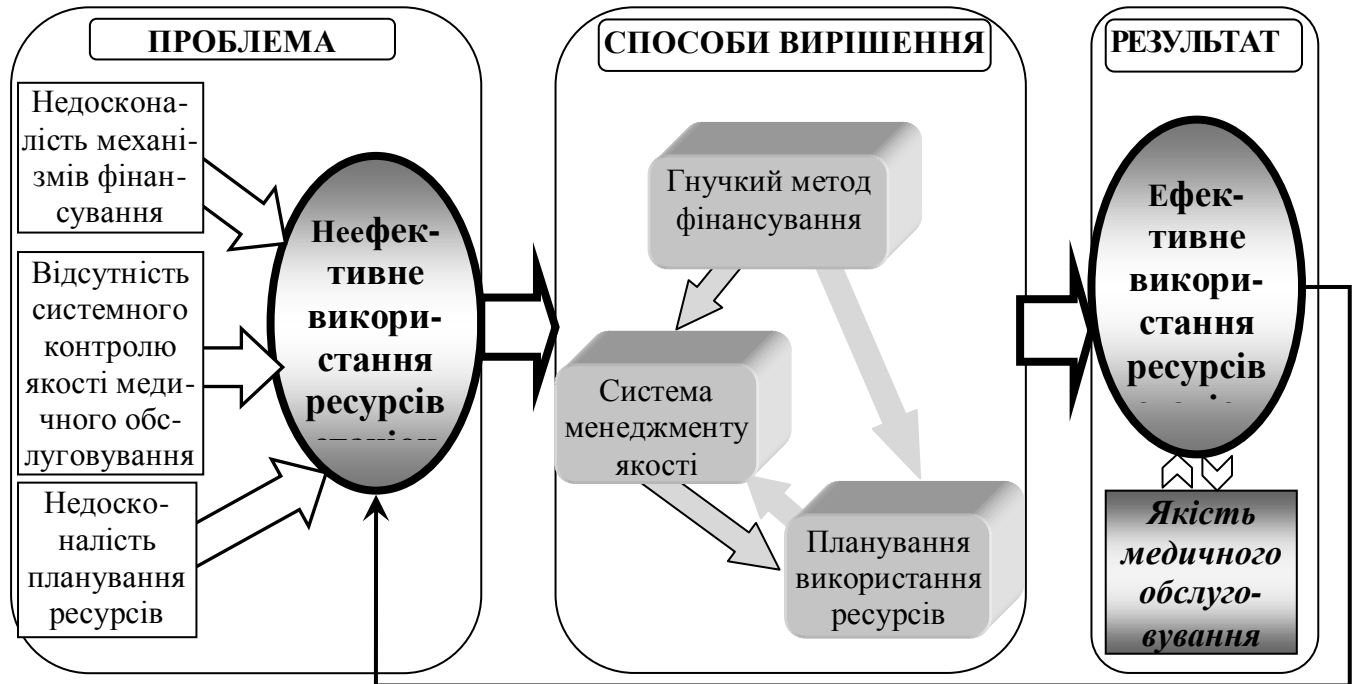 ПРОБЛЕМА
Недоскона-
лість механі-
змів фінан-
сування
Відсутність
системного
контролю
якості меди-
чного обс-
луговування
Недоско-
налість
планування
ресурсів
Неефек-
тивне
викори-
стання
ресурсів
СПОСОБИ ВИРІШЕННЯ
Гнучкий метод
фінансування
Система
менеджменту
якості
Планування
використання
ресурсів
РЕЗУЛЬТАТ
Ефек-
тивне
викори-
стання
ресурсів
Якість
медичного
обслуго-
вування